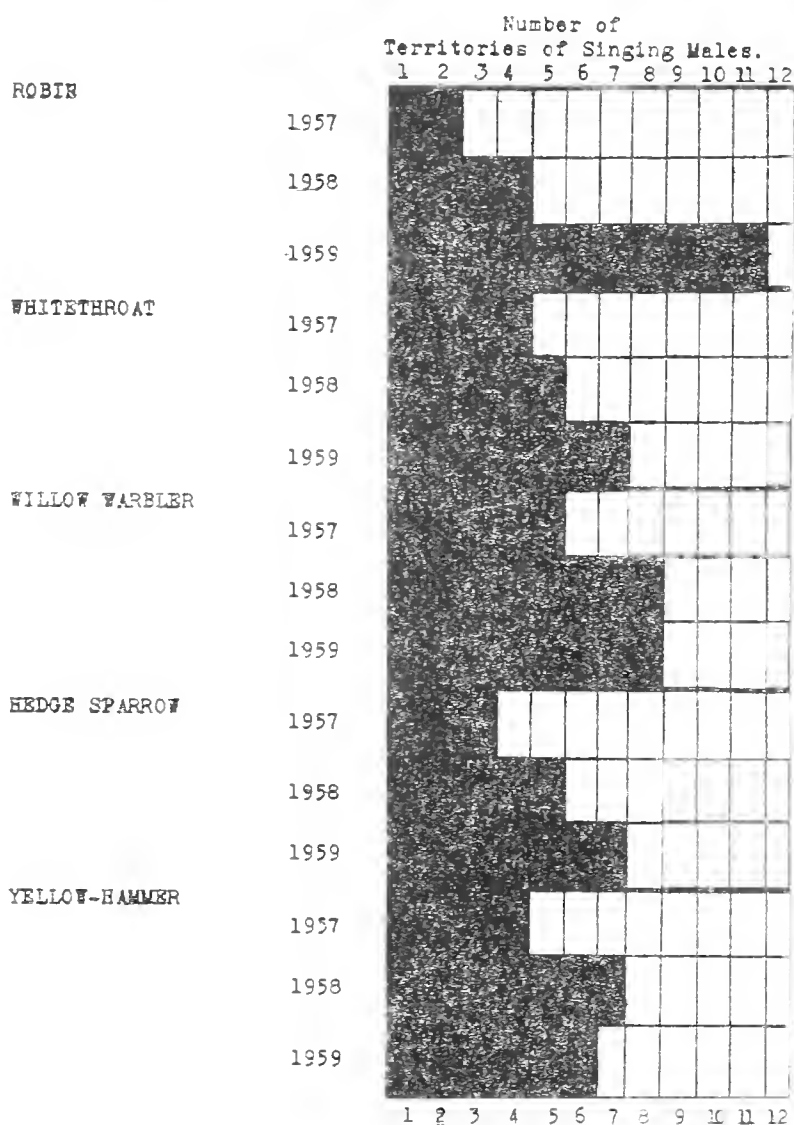 Number of
Territories of Singing Males.
1 2 3 4 5 6 7 8 9 10 11 12
ROBIN
1957
1958
1959
WHITETHROAT
1957
1958
1959
WILLOW WARBLER
1957
1958
1959
HEDGE SPARROW
1957
1958
1959
YELLOW-HAMMER
1957
1958
1959
1 2 3 4 5 6 7 8 9 10 11 12